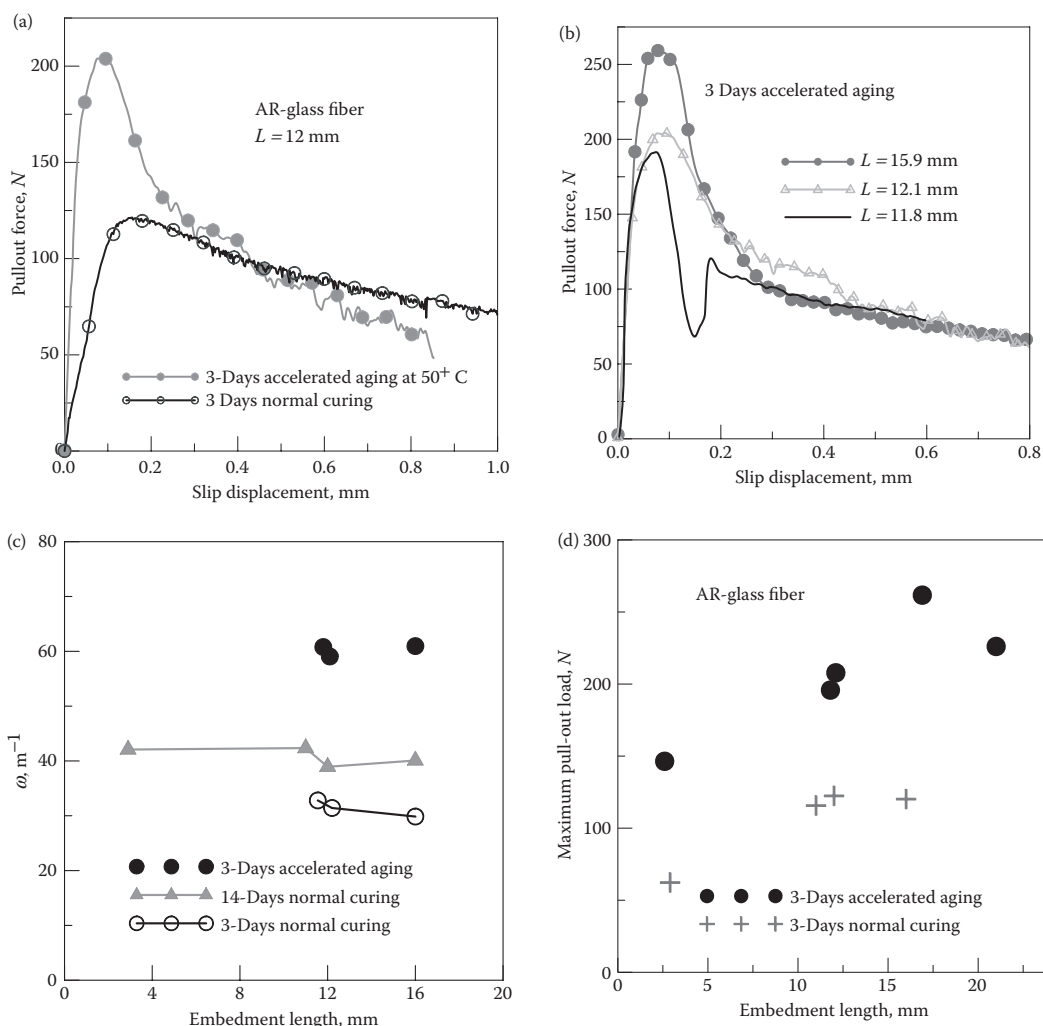 (a)
200
150
100
50
0
Pullout force, N
AR-glass fiber
L = 12 mm
3-Days accelerated aging at 50+ C
3 Days normal curing
0.0 0.2 0.4 0.6 0.8 1.0
Slip displacement, mm
(b)
250
200
150
100
50
0
Pullout force, N
3 Days accelerated aging
L = 15.9 mm
L = 12.1 mm
L = 11.8 mm
0.0 0.2 0.4 0.6 0.8
Slip displacement, mm
(c)
80
60
40
20
0
ω, m−1
3-Days accelerated aging
14-Days normal curing
3-Days normal curing
0 4 8 12 16 20
Embedment length, mm
(d)
300
250
200
150
100
50
0
Maximum pull-out load, N
AR-glass fiber
3-Days accelerated aging
3-Days normal curing
0 5 10 15 20
Embedment length, mm